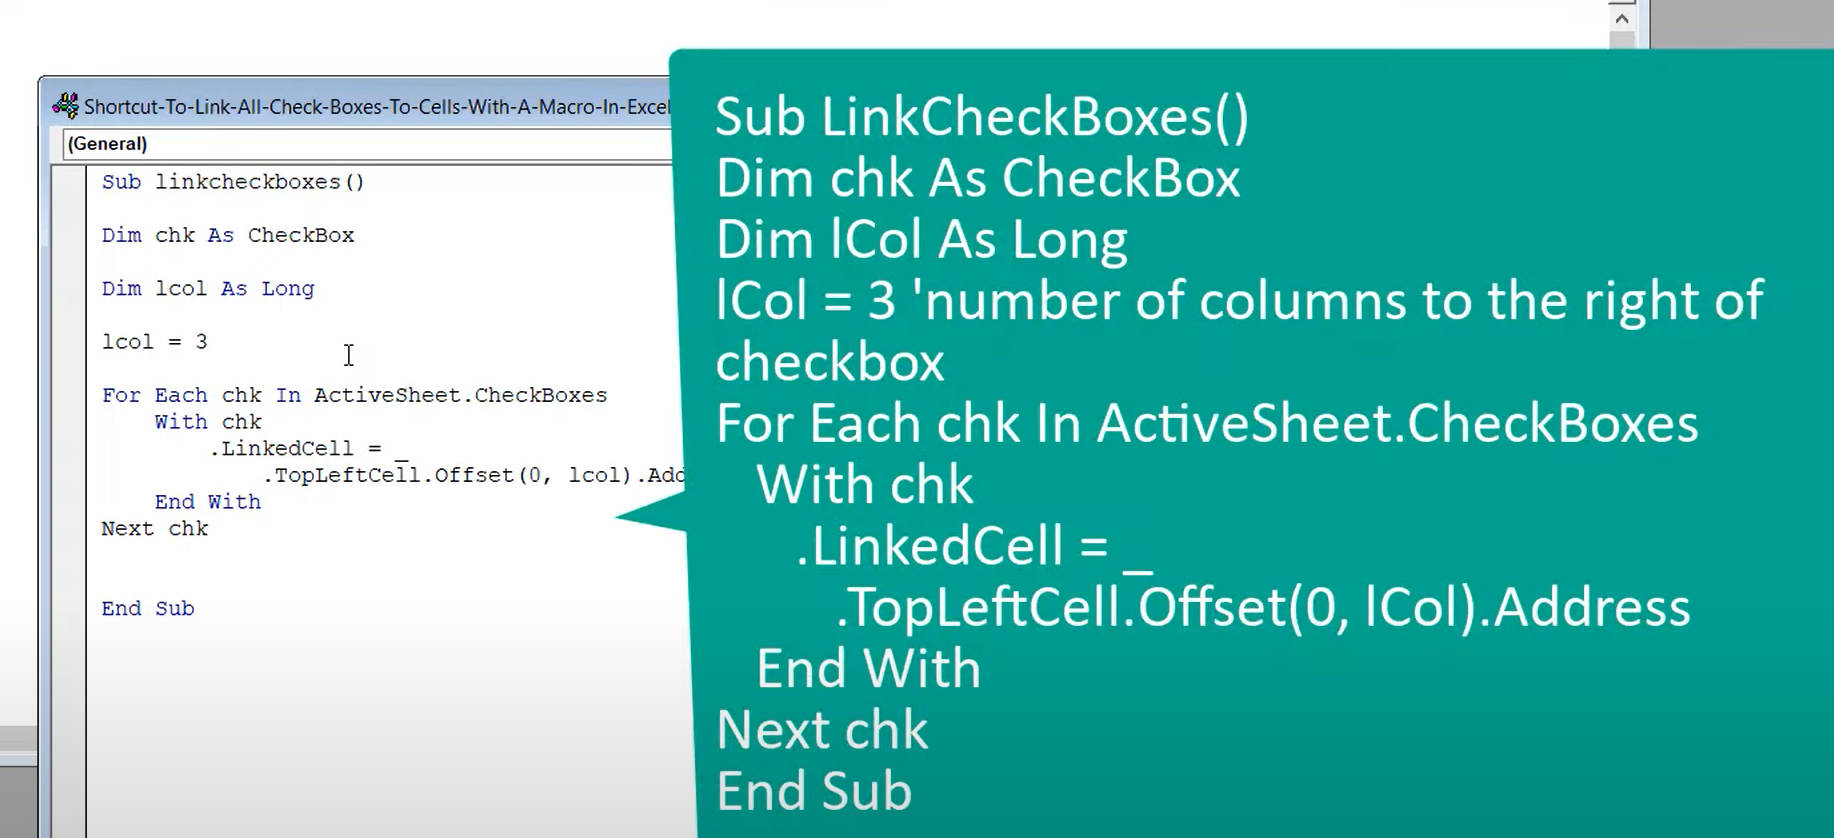 Shortcut-To-Link-All-Check-Boxes-To-Cells-With-A-Macro-In-Excel
(General)
Sub linkcheckboxes()
Dim chk As CheckBox
Dim lcol As Long
lcol = 3
For Each chk In ActiveSheet.CheckBoxes
With chk
.LinkedCell = _
.TopLeftCell.Offset(0, lcol).Add
End With
Next chk
End Sub
Sub LinkCheckBoxes()
Dim chk As CheckBox
Dim lCol As Long
lCol = 3 'number of columns to the right of
checkbox
For Each chk In ActiveSheet.CheckBoxes
With chk
.LinkedCell = _
.TopLeftCell.Offset(0, lCol).Address
End With
Next chk
End Sub